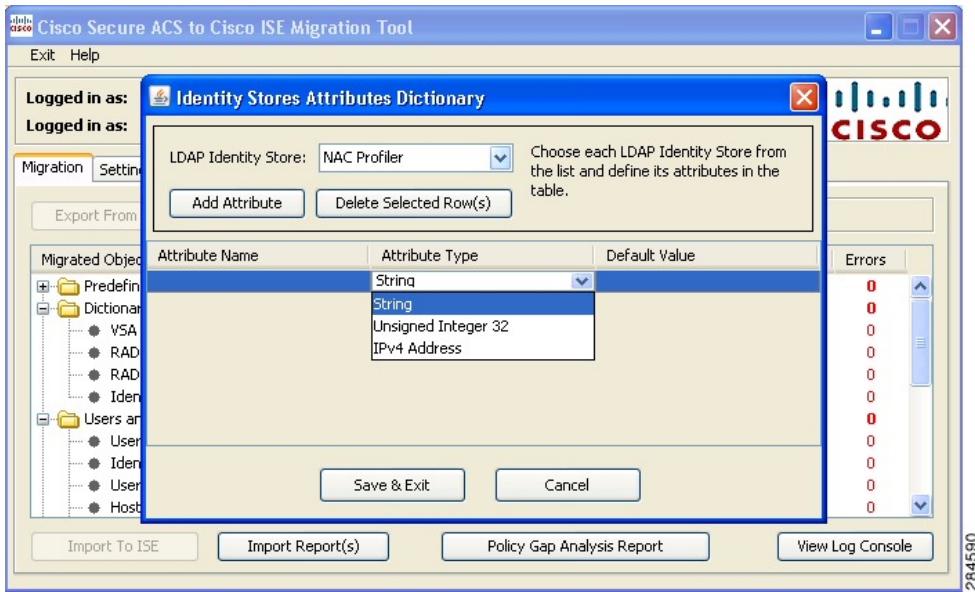 Cisco Secure ACS to Cisco ISE Migration Tool
Exit Help
Logged in as:
Logged in as:
CISCO
Identity Stores Attributes Dictionary
LDAP Identity Store: NAC Profiler
Choose each LDAP Identity Store from
the list and define its attributes in the
table.
Add Attribute Delete Selected Row(s)
Migration Settin
Export From
Attribute Name Attribute Type Default Value
String
String
Unsigned Integer 32
IPv4 Address
Save & Exit Cancel
Migrated Objec Errors
Predefin 0
Dictionar 0
VSA 0
RAD 0
RAD 0
Iden 0
Users an 0
User 0
Iden 0
User 0
Host 0
Import To ISE Import Report(s) Policy Gap Analysis Report View Log Console
284590